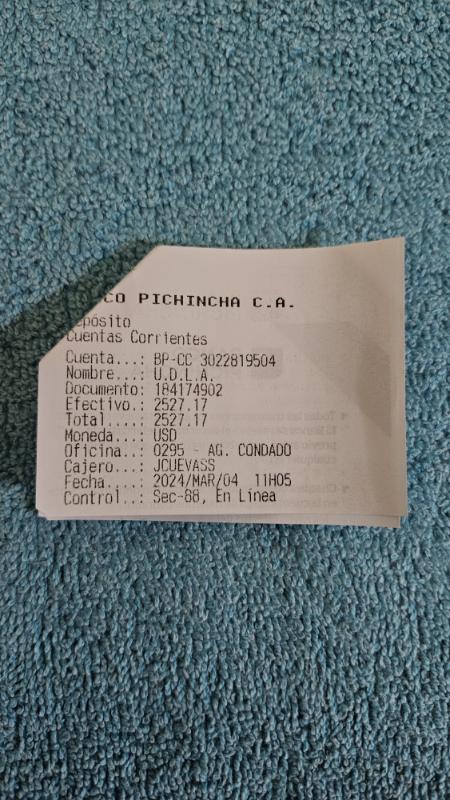 CO PICHINCHA C.A.
epósito
Cuentas Corrientes
Cuenta...: BP-CC 3022819504
Nombre...: U.D.L.A.
Documento: 184174902
Efectivo.: 2527.17
Total....: 2527.17
Moneda...: USD
Oficina..: 0295 - AG. CONDADO
Cajero...: JCUEVASS
Fecha....: 2024/MAR/04 11H05
Control..: Sec-88, En Línea